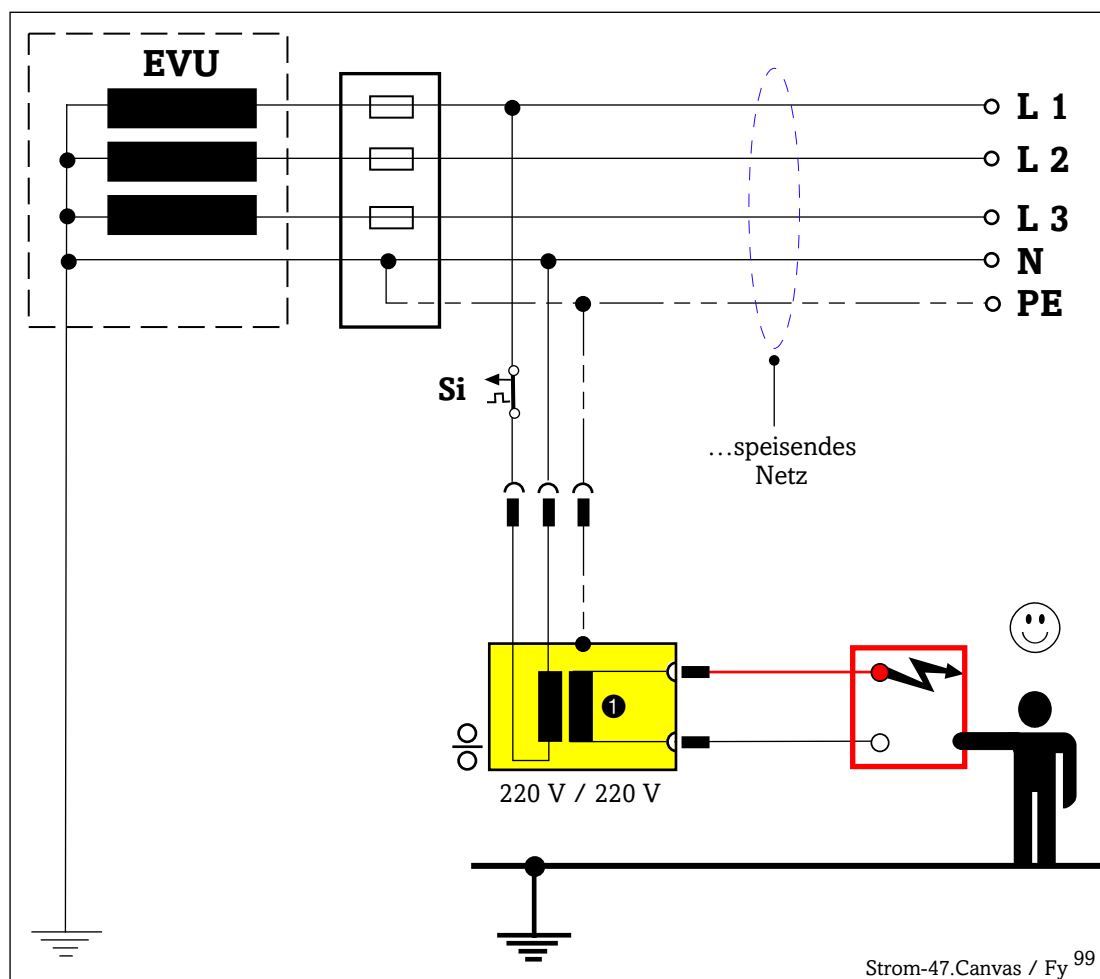 EVU
L 1
L 2
L 3
N
PE
Si
…speisendes
Netz
1
220 V / 220 V
Strom-47.Canvas / Fy 99